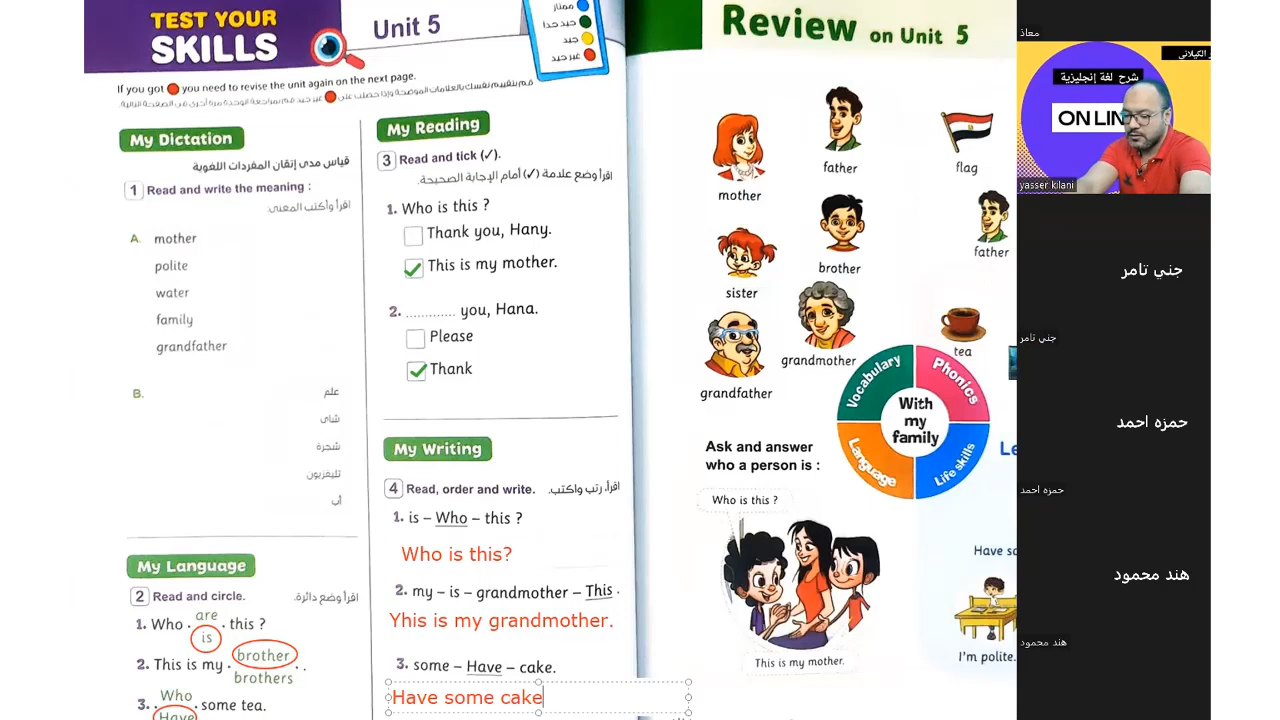 TEST YOUR
SKILLS
Unit 5
ممتاز
جيد جدا
جيد
غير جيد
If you got you need to revise the unit again on the next page.
قم بتقييم نفسك بالعلامات الموضحة وإذا حصلت على غير جيد قم بمراجعة الوحدة مرة أخرى في الصفحة التالية.
My Dictation
قياس مدى إتقان المفردات اللغوية
1 Read and write the meaning :
اقرأ وأكتب المعنى:
A. mother
polite
water
family
grandfather
B. علم
شاى
شجرة
تليفزيون
أب
My Language
2 Read and circle. اقرأ وضع دائرة.
are
1. Who . . this ?
is
brother
2. This is my . .
brothers
Who
3. . some tea.
Have
My Reading
3 Read and tick (✓).
اقرأ وضع علامة (✓) أمام الإجابة الصحيحة.
1. Who is this ?
Thank you, Hany.
✓ This is my mother.
2. ............ you, Hana.
Please
✓ Thank
My Writing
4 Read, order and write. اقرأ، رتب واكتب.
1. is – Who – this ?
Who is this?
2. my – is – grandmother – This .
Yhis is my grandmother.
3. some – Have – cake.
Have some cake
Review on Unit 5
mother
father
flag
sister
brother
father
grandfather
grandmother
tea
Vocabulary
Phonics
With
my
family
Language
Life skills
Ask and answer
who a person is :
Le
Who is this ?
This is my mother.
Have so
I'm polite.
معاذ
الكيلانى
شرح لغة إنجليزية
ON LIN
yasser kilani
جني تامر
جني تامر
حمزه احمد
حمزه احمد
هند محمود
هند محمود